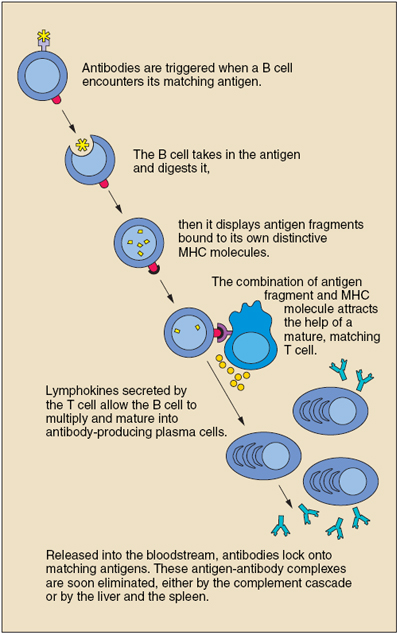 Antibodies are triggered when a B cell
encounters its matching antigen.
The B cell takes in the antigen
and digests it,
then it displays antigen fragments
bound to its own distinctive
MHC molecules.
The combination of antigen
fragment and MHC
molecule attracts
the help of a
mature, matching
T cell.
Lymphokines secreted by
the T cell allow the B cell to
multiply and mature into
antibody-producing plasma cells.
Released into the bloodstream, antibodies lock onto
matching antigens. These antigen-antibody complexes
are soon eliminated, either by the complement cascade
or by the liver and the spleen.